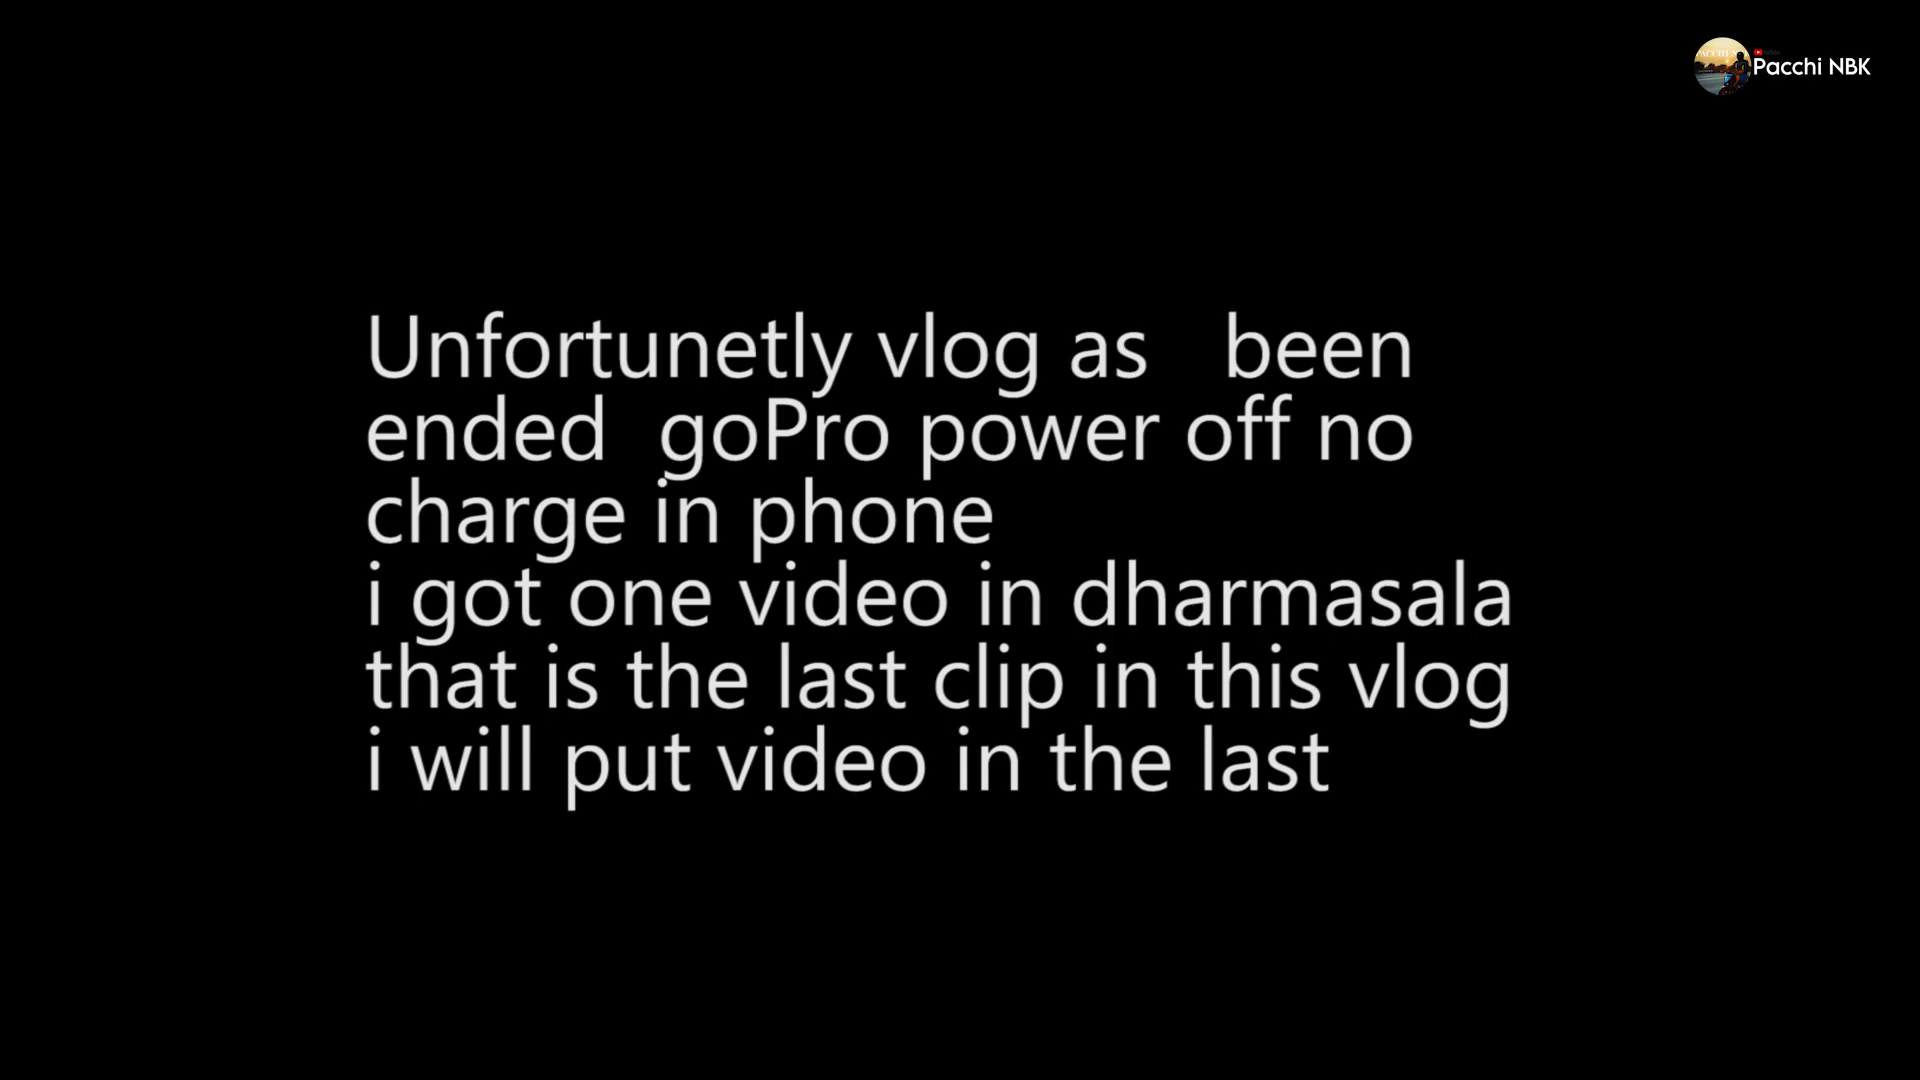 Pacchi NBK
Unfortunetly vlog as been
ended goPro power off no
charge in phone
i got one video in dharmasala
that is the last clip in this vlog
i will put video in the last